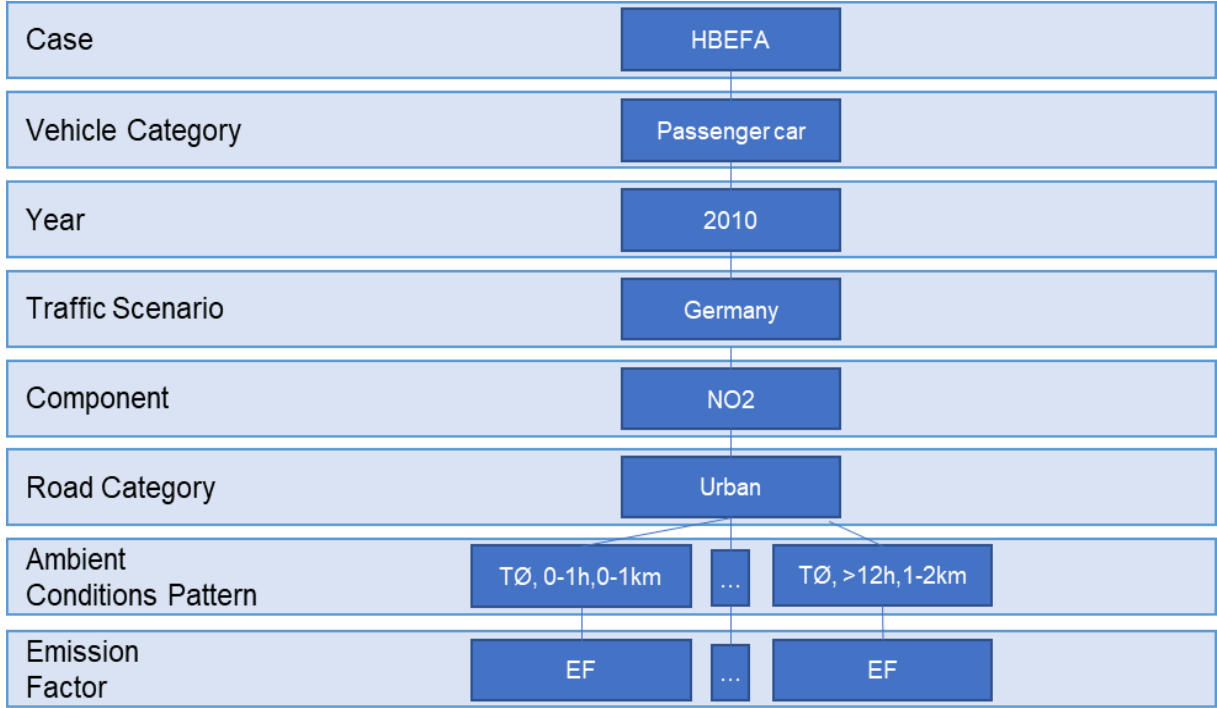 Case
HBEFA
Vehicle Category
Passenger car
Year
2010
Traffic Scenario
Germany
Component
NO2
Road Category
Urban
Ambient
Conditions Pattern
TØ, 0-1h,0-1km
...
TØ, >12h,1-2km
Emission
Factor
EF
...
EF